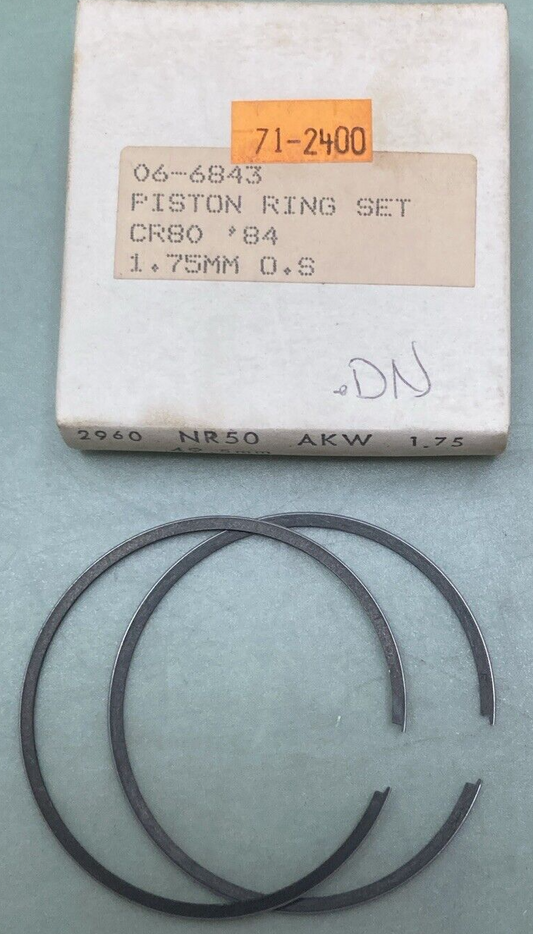 71-2400
06-6843
PISTON RING SET
CR80 '84
1.75MM O.S
.DN
2960 NR50 AKW 1.75